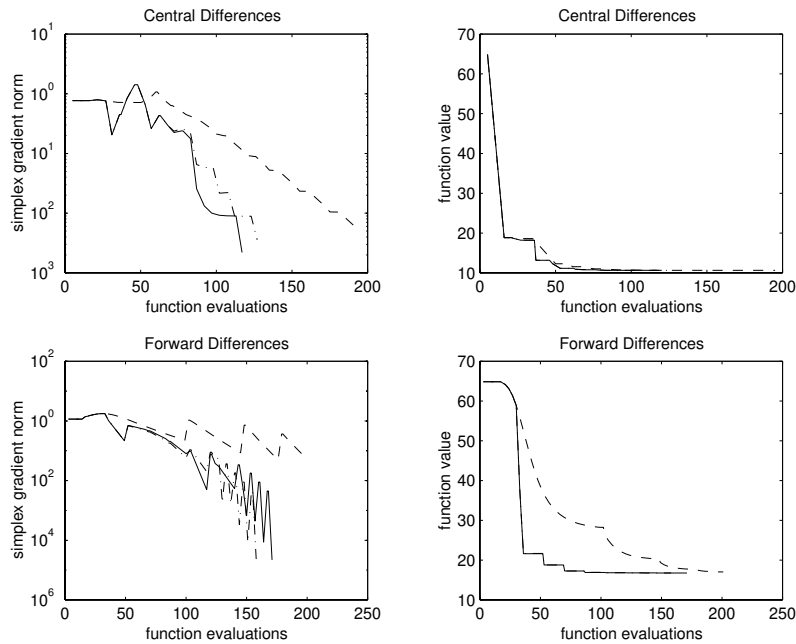 Central Differences
10^1
10^0
10^1
10^2
10^3
simplex gradient norm
0 50 100 150 200
function evaluations
Central Differences
70
60
50
40
30
20
10
function value
0 50 100 150 200
function evaluations
Forward Differences
10^2
10^0
10^2
10^4
10^6
simplex gradient norm
0 50 100 150 200 250
function evaluations
Forward Differences
70
60
50
40
30
20
10
function value
0 50 100 150 200 250
function evaluations